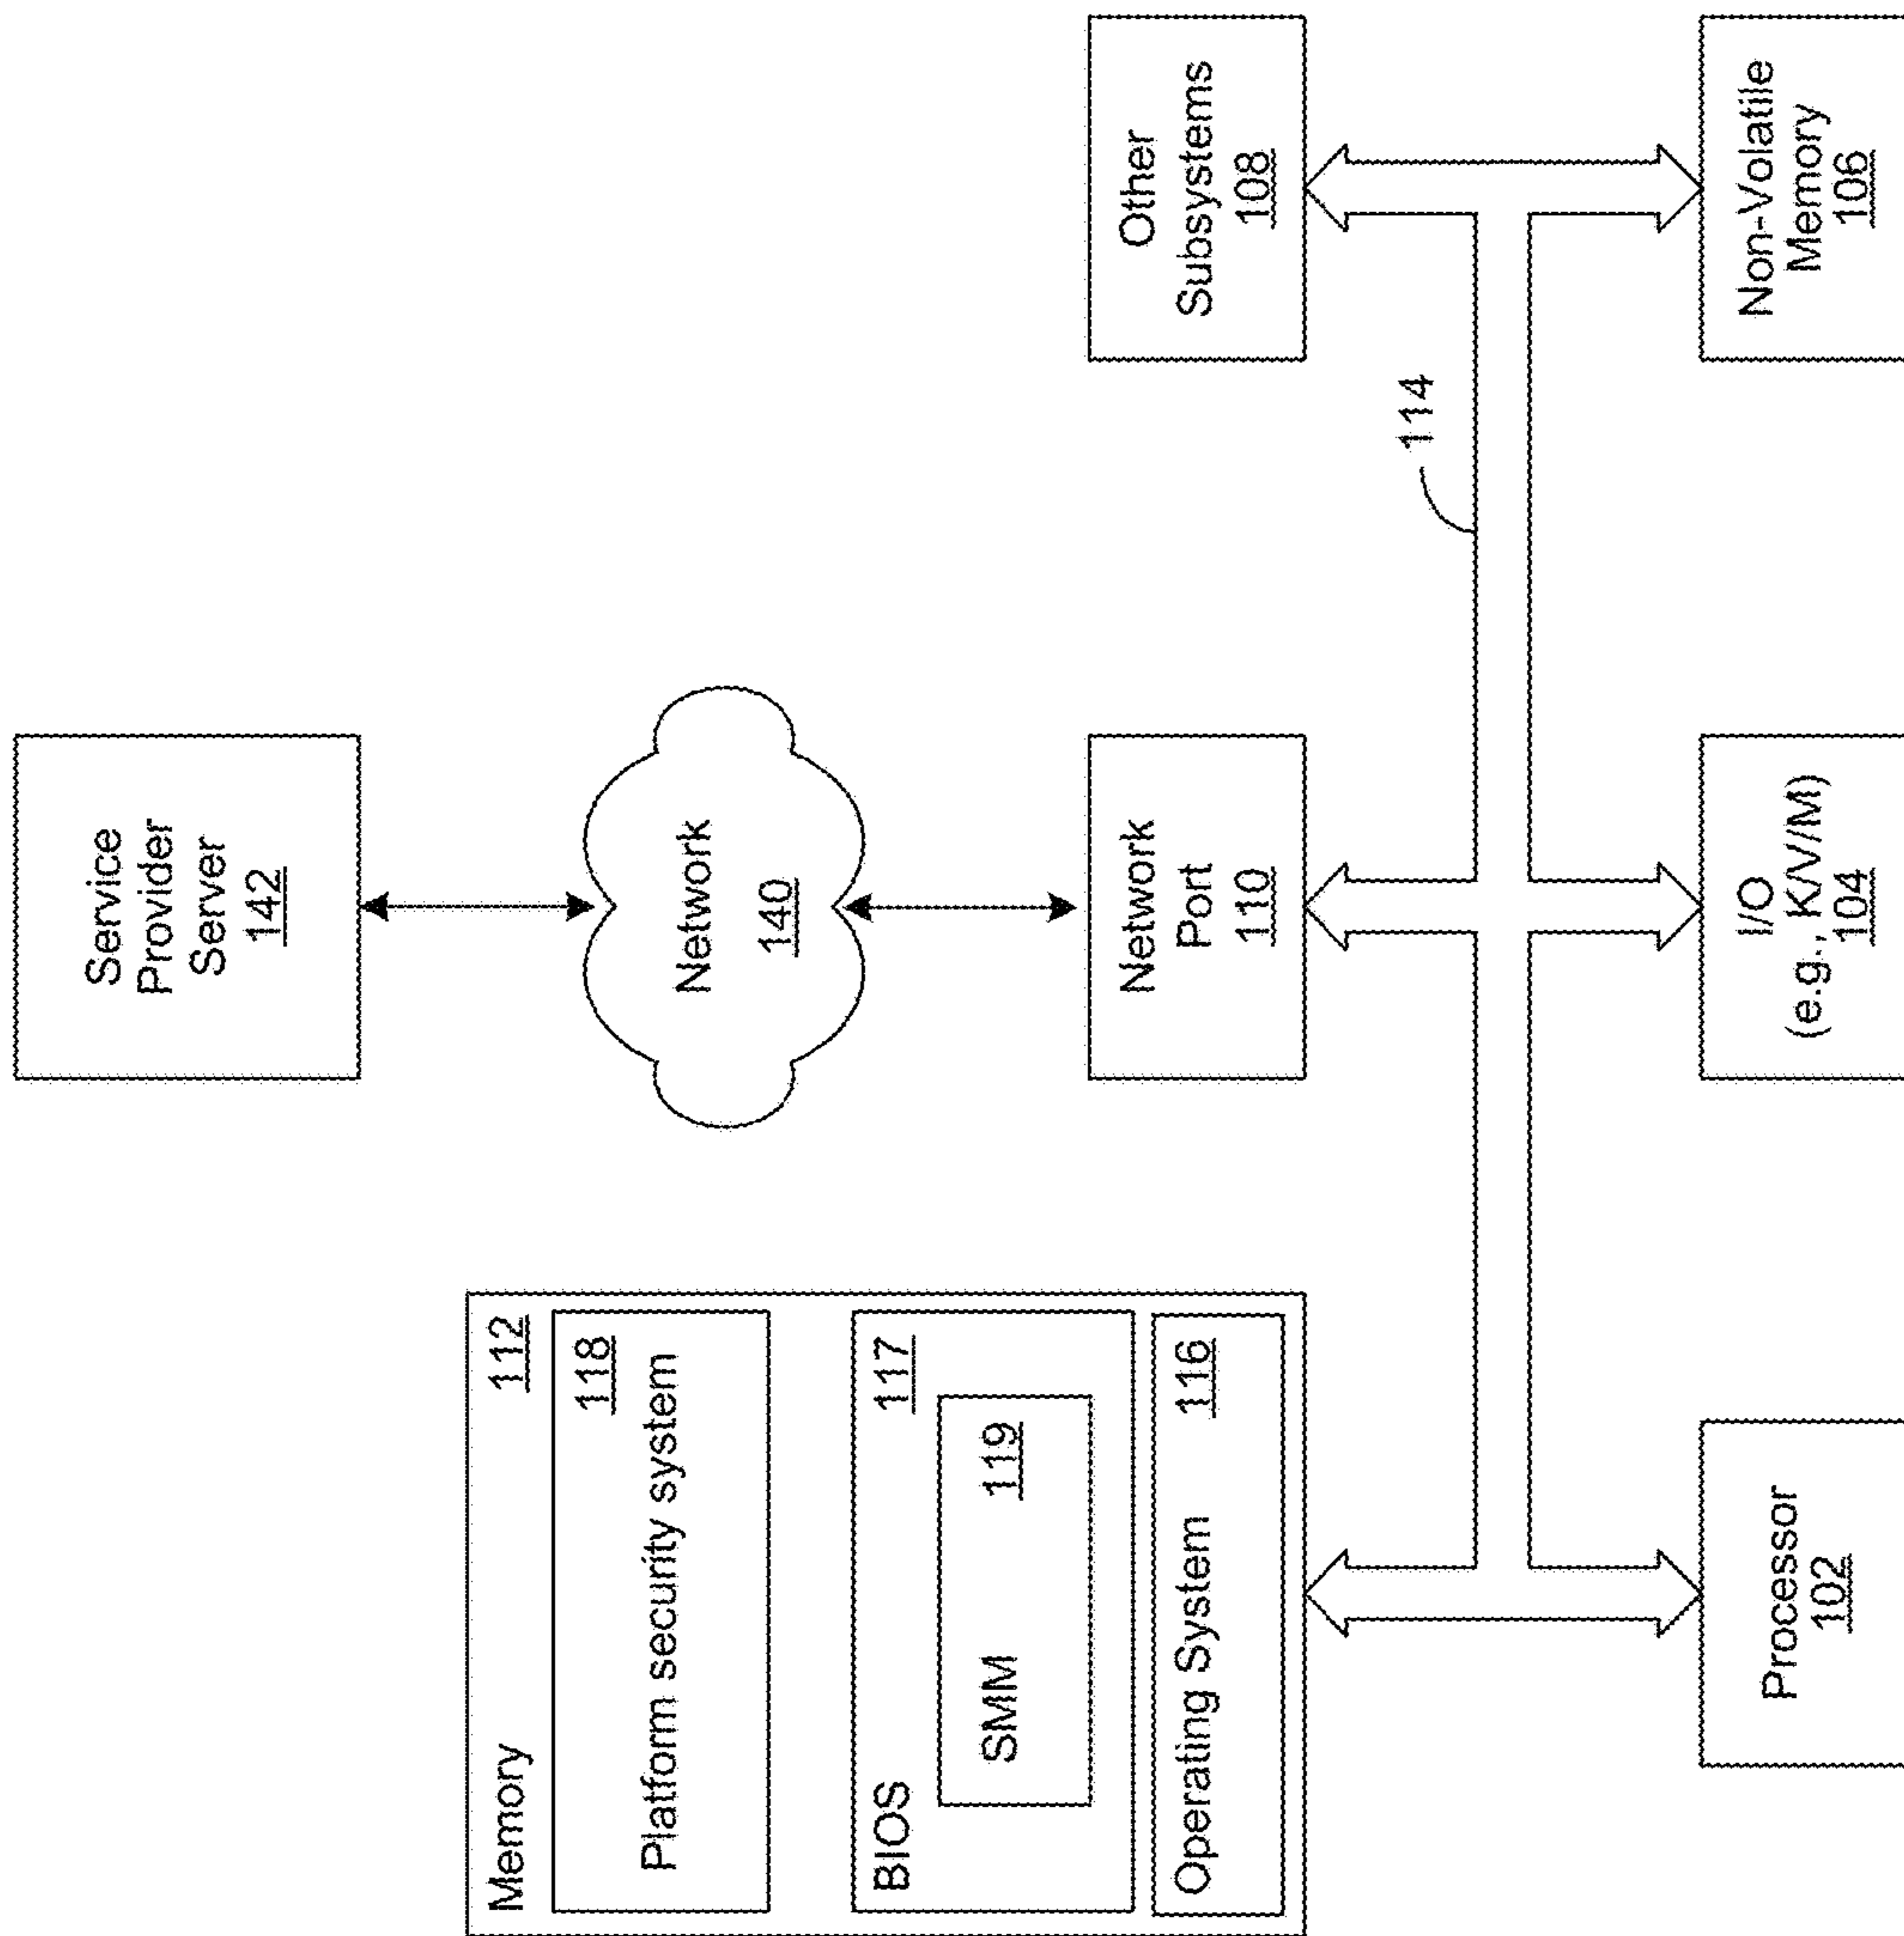 Service
Provider
Server
142
Memory 112
Platform security system 118
Network
140
BIOS 117
SMM 119
Operating System 116
Network
Port
110
Other
Subsystems
108
114
Processor
102
I/O
(e.g., K/V/M)
104
Non-Volatile
Memory
106